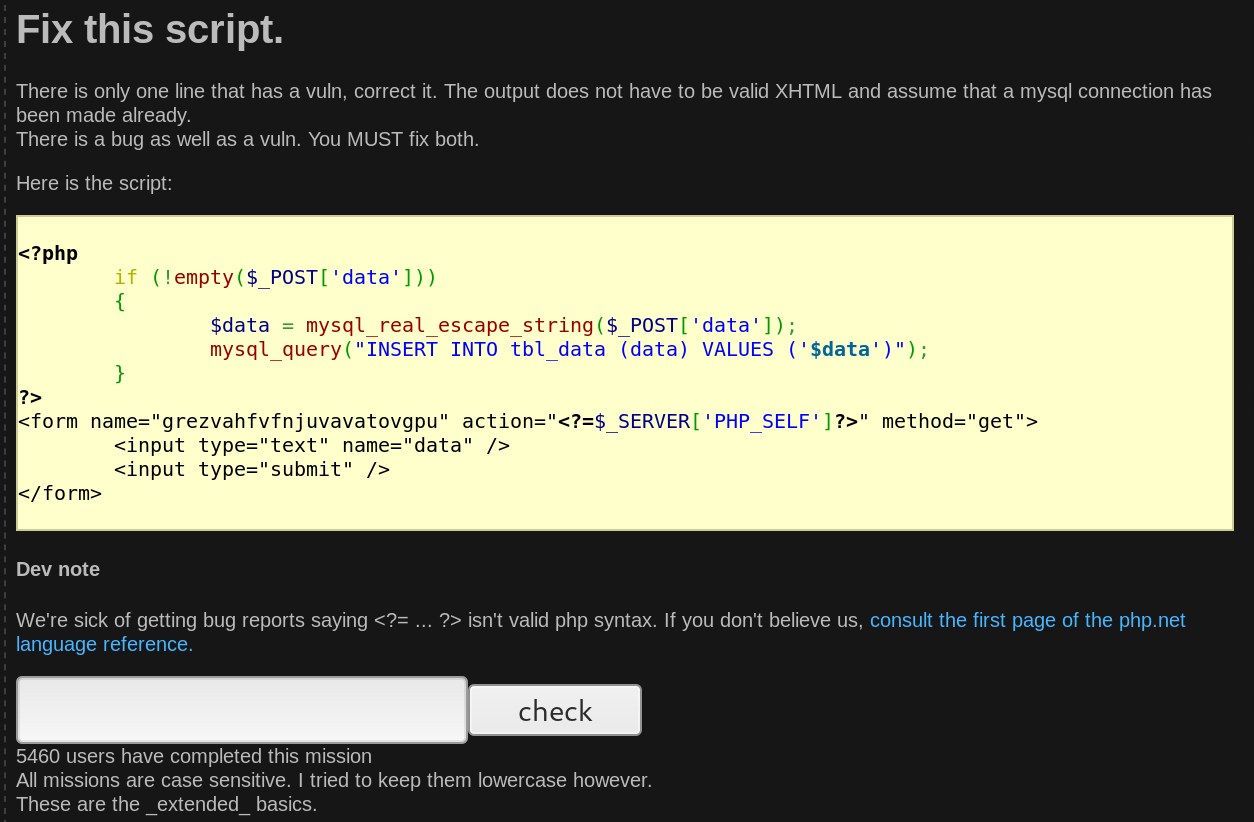 Fix this script.
There is only one line that has a vuln, correct it. The output does not have to be valid XHTML and assume that a mysql connection has
been made already.
There is a bug as well as a vuln. You MUST fix both.
Here is the script:
<?php
        if (!empty($_POST['data']))
        {
                $data = mysql_real_escape_string($_POST['data']);
                mysql_query("INSERT INTO tbl_data (data) VALUES ('$data')");
        }
?>
<form name="grezvahfvfnjuvavatovgpu" action="<?=$_SERVER['PHP_SELF']?>" method="get">
        <input type="text" name="data" />
        <input type="submit" />
</form>
Dev note
We're sick of getting bug reports saying <?= ... ?> isn't valid php syntax. If you don't believe us, consult the first page of the php.net
language reference.
check
5460 users have completed this mission
All missions are case sensitive. I tried to keep them lowercase however.
These are the _extended_ basics.